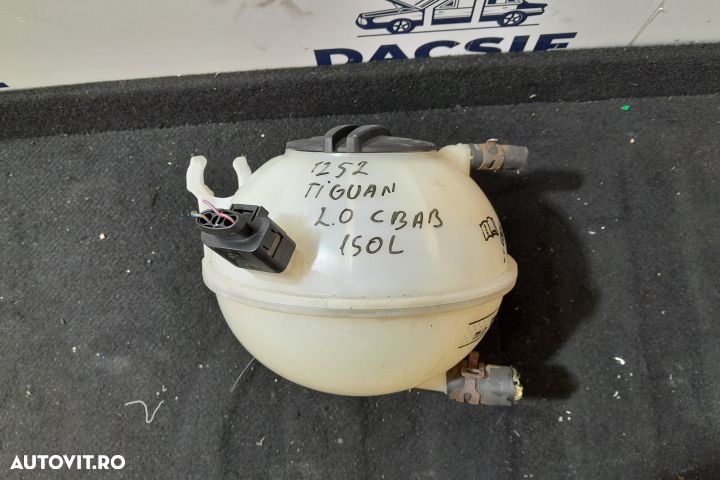 DACSIE
1252
TiGUAN
2.0 CBAB
150L
AUTOVIT.RO